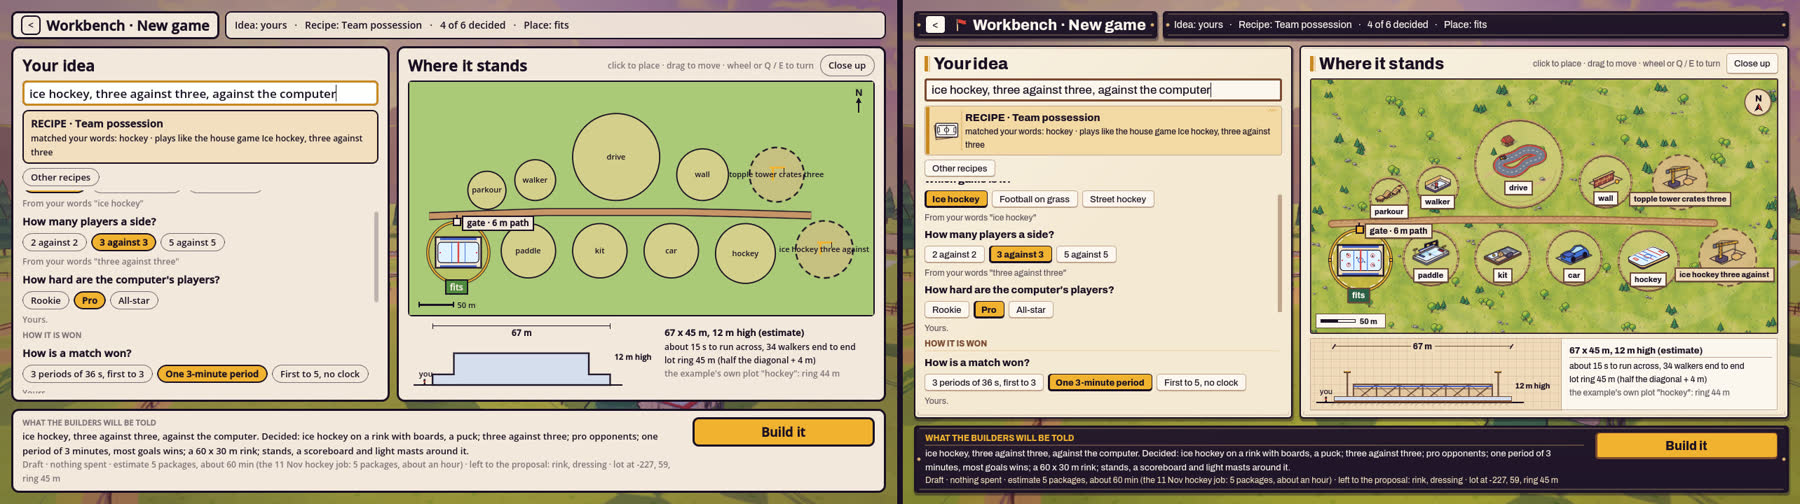 < Workbench · New game
Idea: yours · Recipe: Team possession · 4 of 6 decided · Place: fits
Your idea
ice hockey, three against three, against the computer
RECIPE · Team possession
matched your words: hockey · plays like the house game Ice hockey, three against
three
Other recipes
From your words "ice hockey"
How many players a side?
2 against 2
3 against 3
5 against 5
From your words "three against three"
How hard are the computer's players?
Rookie
Pro
All-star
Yours.
HOW IT IS WON
How is a match won?
3 periods of 36 s, first to 3
One 3-minute period
First to 5, no clock
Yours.
Where it stands
click to place · drag to move · wheel or Q / E to turn
Close up
N
drive
walker
parkour
wall
topple tower crates three
gate · 6 m path
paddle
kit
car
hockey
ice hockey three against
fits
50 m
67 m
12 m high
you
67 x 45 m, 12 m high (estimate)
about 15 s to run across, 34 walkers end to end
lot ring 45 m (half the diagonal + 4 m)
the example's own plot "hockey": ring 44 m
WHAT THE BUILDERS WILL BE TOLD
ice hockey, three against three, against the computer. Decided: ice hockey on a rink with boards, a puck; three against three; pro opponents; one
period of 3 minutes, most goals wins; a 60 x 30 m rink; stands, a scoreboard and light masts around it.
Draft · nothing spent · estimate 5 packages, about 60 min (the 11 Nov hockey job: 5 packages, about an hour) · left to the proposal: rink, dressing · lot at -227, 59,
ring 45 m
Build it
< Workbench · New game
Idea: yours · Recipe: Team possession · 4 of 6 decided · Place: fits
Your idea
ice hockey, three against three, against the computer
RECIPE · Team possession
matched your words: hockey · plays like the house game Ice hockey, three against
three
Other recipes
Which game is it?
Ice hockey
Football on grass
Street hockey
From your words "ice hockey"
How many players a side?
2 against 2
3 against 3
5 against 5
From your words "three against three"
How hard are the computer's players?
Rookie
Pro
All-star
Yours.
HOW IT IS WON
How is a match won?
3 periods of 36 s, first to 3
One 3-minute period
First to 5, no clock
Yours.
Where it stands
click to place · drag to move · wheel or Q / E to turn
Close up
N
drive
walker
parkour
wall
topple tower crates three
gate · 6 m path
paddle
kit
car
hockey
ice hockey three against
fits
50 m
67 m
12 m high
you
67 x 45 m, 12 m high (estimate)
about 15 s to run across, 34 walkers end to end
lot ring 45 m (half the diagonal + 4 m)
the example's own plot "hockey": ring 44 m
WHAT THE BUILDERS WILL BE TOLD
ice hockey, three against three, against the computer. Decided: ice hockey on a rink with boards, a puck; three against three; pro opponents; one period of 3
minutes, most goals wins; a 60 x 30 m rink; stands, a scoreboard and light masts around it.
Draft · nothing spent · estimate 5 packages, about 60 min (the 11 Nov hockey job: 5 packages, about an hour) · left to the proposal: rink, dressing · lot at -227, 59, ring 45 m
Build it